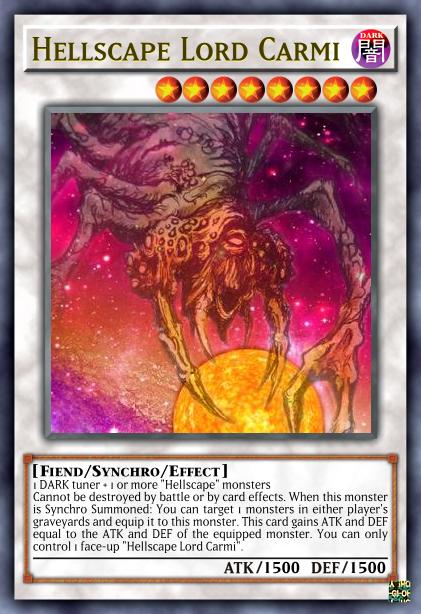 HELLSCAPE LORD CARMI
DARK
闇
[FIEND/SYNCHRO/EFFECT]
1 DARK tuner + 1 or more "Hellscape" monsters
Cannot be destroyed by battle or by card effects. When this monster
is Synchro Summoned: You can target 1 monsters in either player's
graveyards and equip it to this monster. This card gains ATK and DEF
equal to the ATK and DEF of the equipped monster. You can only
control 1 face-up "Hellscape Lord Carmi".
ATK/1500 DEF/1500